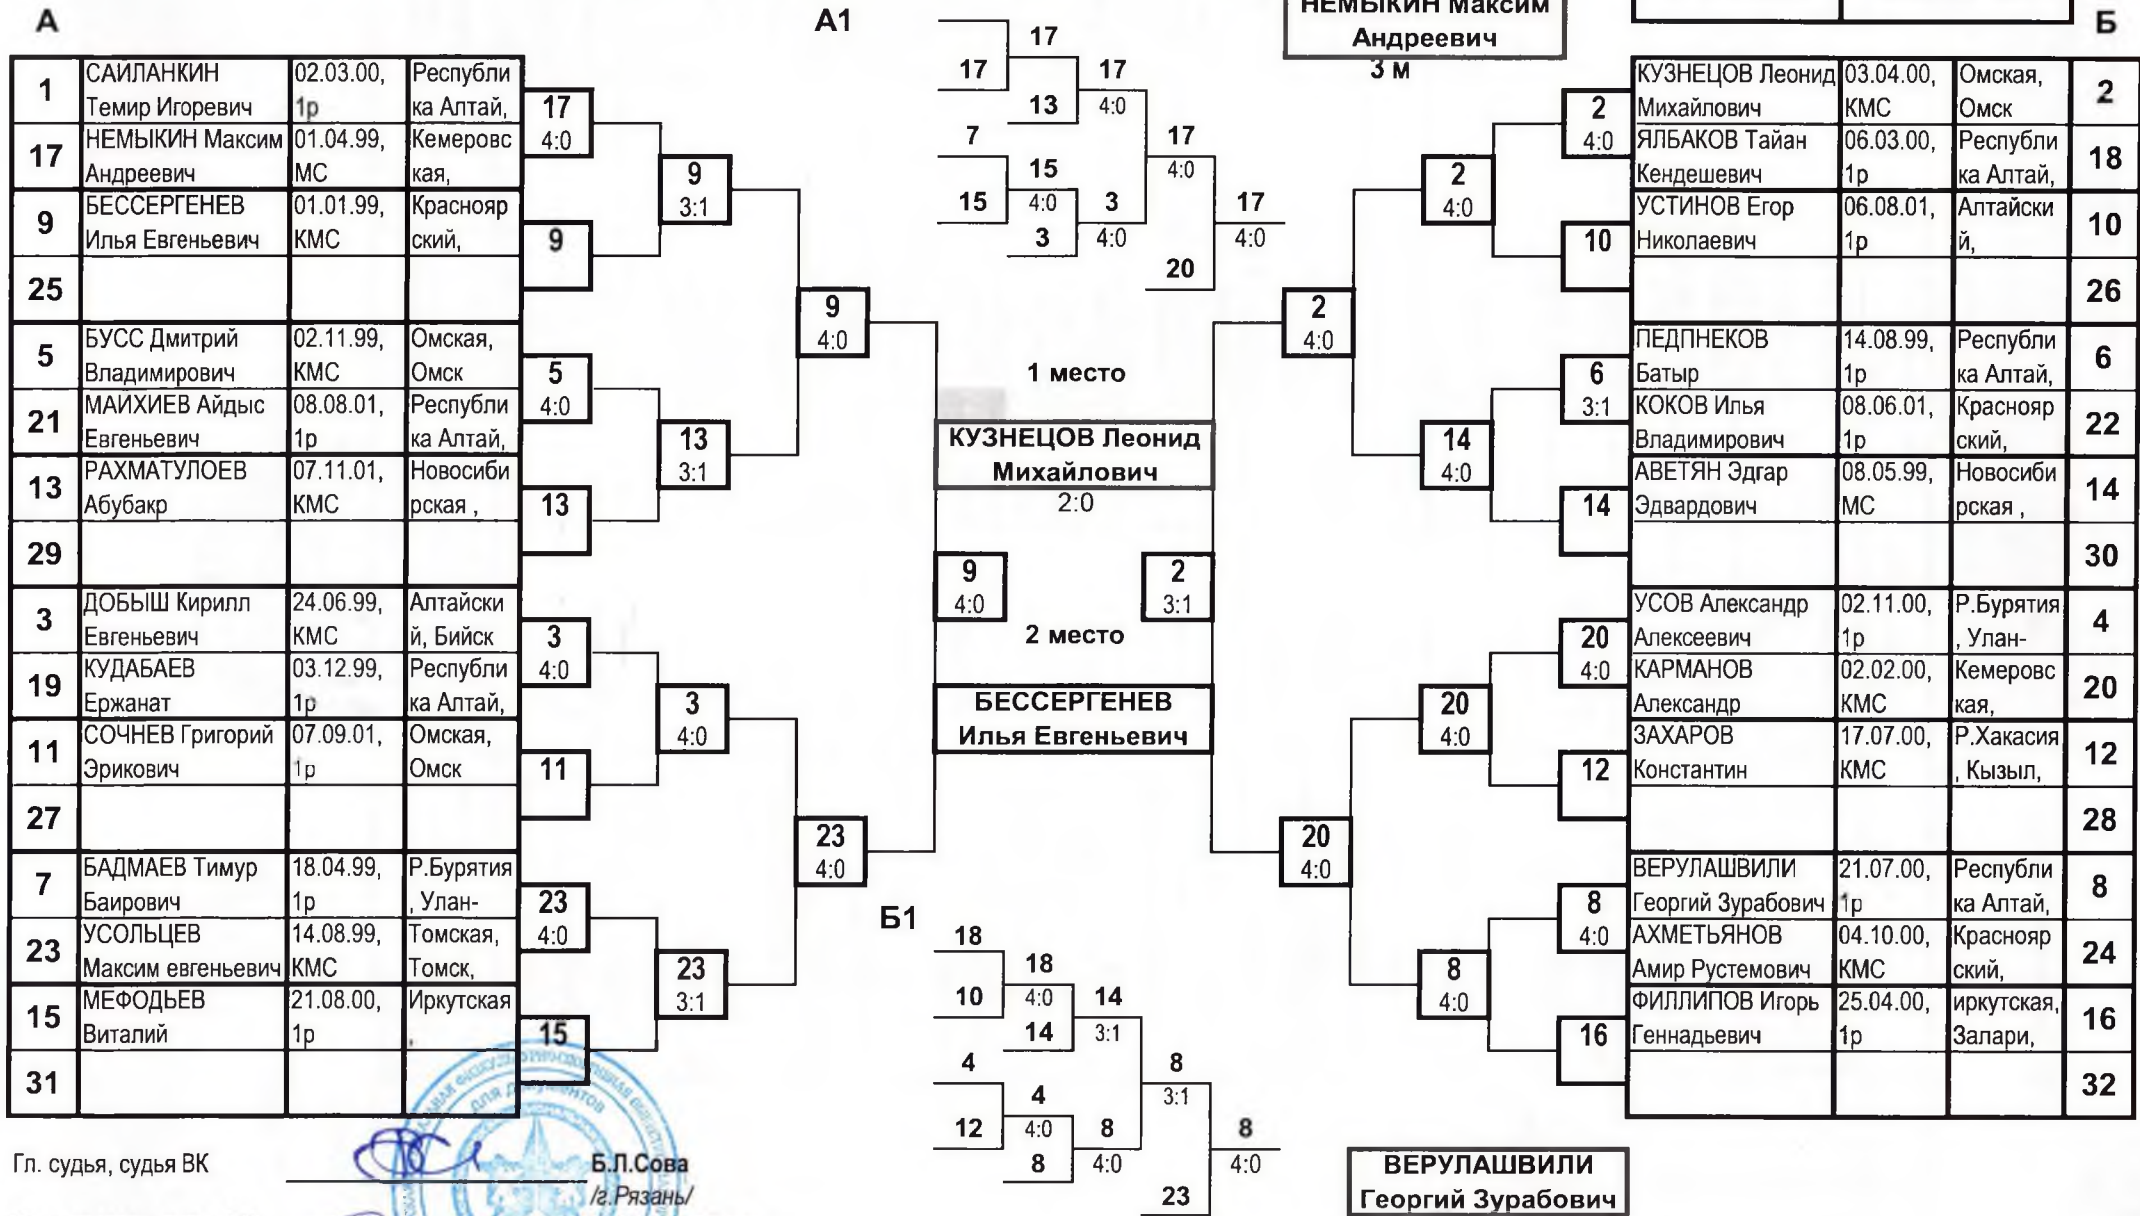 А
А1
НЕМЫКИН Максим
Андреевич
3 м
Б
1
САЙЛАНКИН
Темир Игоревич
02.03.00,
1р
Республи
ка Алтай,
17
НЕМЫКИН Максим
Андреевич
01.04.99,
МС
Кемеровс
кая,
9
БЕССЕРГЕНЕВ
Илья Евгеньевич
01.01.99,
КМС
Краснояр
ский,
25
5
БУСС Дмитрий
Владимирович
02.11.99,
КМС
Омская,
Омск
21
МАЙХИЕВ Айдыс
Евгеньевич
08.08.01,
1р
Республи
ка Алтай,
13
РАХМАТУЛОЕВ
Абубакр
07.11.01,
КМС
Новосиби
рская ,
29
3
ДОБЫШ Кирилл
Евгеньевич
24.06.99,
КМС
Алтайски
й, Бийск
19
КУДАБАЕВ
Ержанат
03.12.99,
1р
Республи
ка Алтай,
11
СОЧНЕВ Григорий
Эрикович
07.09.01,
1р
Омская,
Омск
27
7
БАДМАЕВ Тимур
Баирович
18.04.99,
1р
Р.Бурятия
, Улан-
23
УСОЛЬЦЕВ
Максим евгеньевич
14.08.99,
КМС
Томская,
Томск,
15
МЕФОДЬЕВ
Виталий
21.08.00,
1р
Иркутская
,
31
17
4:0
9
5
4:0
13
3
4:0
11
23
4:0
15
9
3:1
13
3:1
3
4:0
23
3:1
9
4:0
23
4:0
17
17
13
17
4:0
7
15
15
4:0
3
3
4:0
17
4:0
20
17
4:0
1 место
КУЗНЕЦОВ Леонид
Михайлович
2:0
9
4:0
2
3:1
2 место
БЕССЕРГЕНЕВ
Илья Евгеньевич
Б1
18
10
18
4:0
14
14
3:1
4
12
4
4:0
8
8
4:0
8
3:1
23
8
4:0
2
4:0
20
4:0
2
4:0
14
4:0
20
4:0
8
4:0
2
4:0
10
6
3:1
14
20
4:0
12
8
4:0
16
КУЗНЕЦОВ Леонид
Михайлович
03.04.00,
КМС
Омская,
Омск
2
ЯЛБАКОВ Тайан
Кендешевич
06.03.00,
1р
Республи
ка Алтай,
18
УСТИНОВ Егор
Николаевич
06.08.01,
1р
Алтайски
й,
10
26
ПЕДПНЕКОВ
Батыр
14.08.99,
1р
Республи
ка Алтай,
6
КОКОВ Илья
Владимирович
08.06.01,
1р
Краснояр
ский,
22
АВЕТЯН Эдгар
Эдвардович
08.05.99,
МС
Новосиби
рская ,
14
30
УСОВ Александр
Алексеевич
02.11.00,
1р
Р.Бурятия
, Улан-
4
КАРМАНОВ
Александр
02.02.00,
КМС
Кемеровс
кая,
20
ЗАХАРОВ
Константин
17.07.00,
КМС
Р.Хакасия
, Кызыл,
12
28
ВЕРУЛАШВИЛИ
Георгий Зурабович
21.07.00,
1р
Республи
ка Алтай,
8
АХМЕТЬЯНОВ
Амир Рустемович
04.10.00,
КМС
Краснояр
ский,
24
ФИЛЛИПОВ Игорь
Геннадьевич
25.04.00,
1р
иркутская,
Залари,
16
32
Гл. судья, судья ВК
Б.Л.Сова
/г.Рязань/
для документов
ВЕРУЛАШВИЛИ
Георгий Зурабович